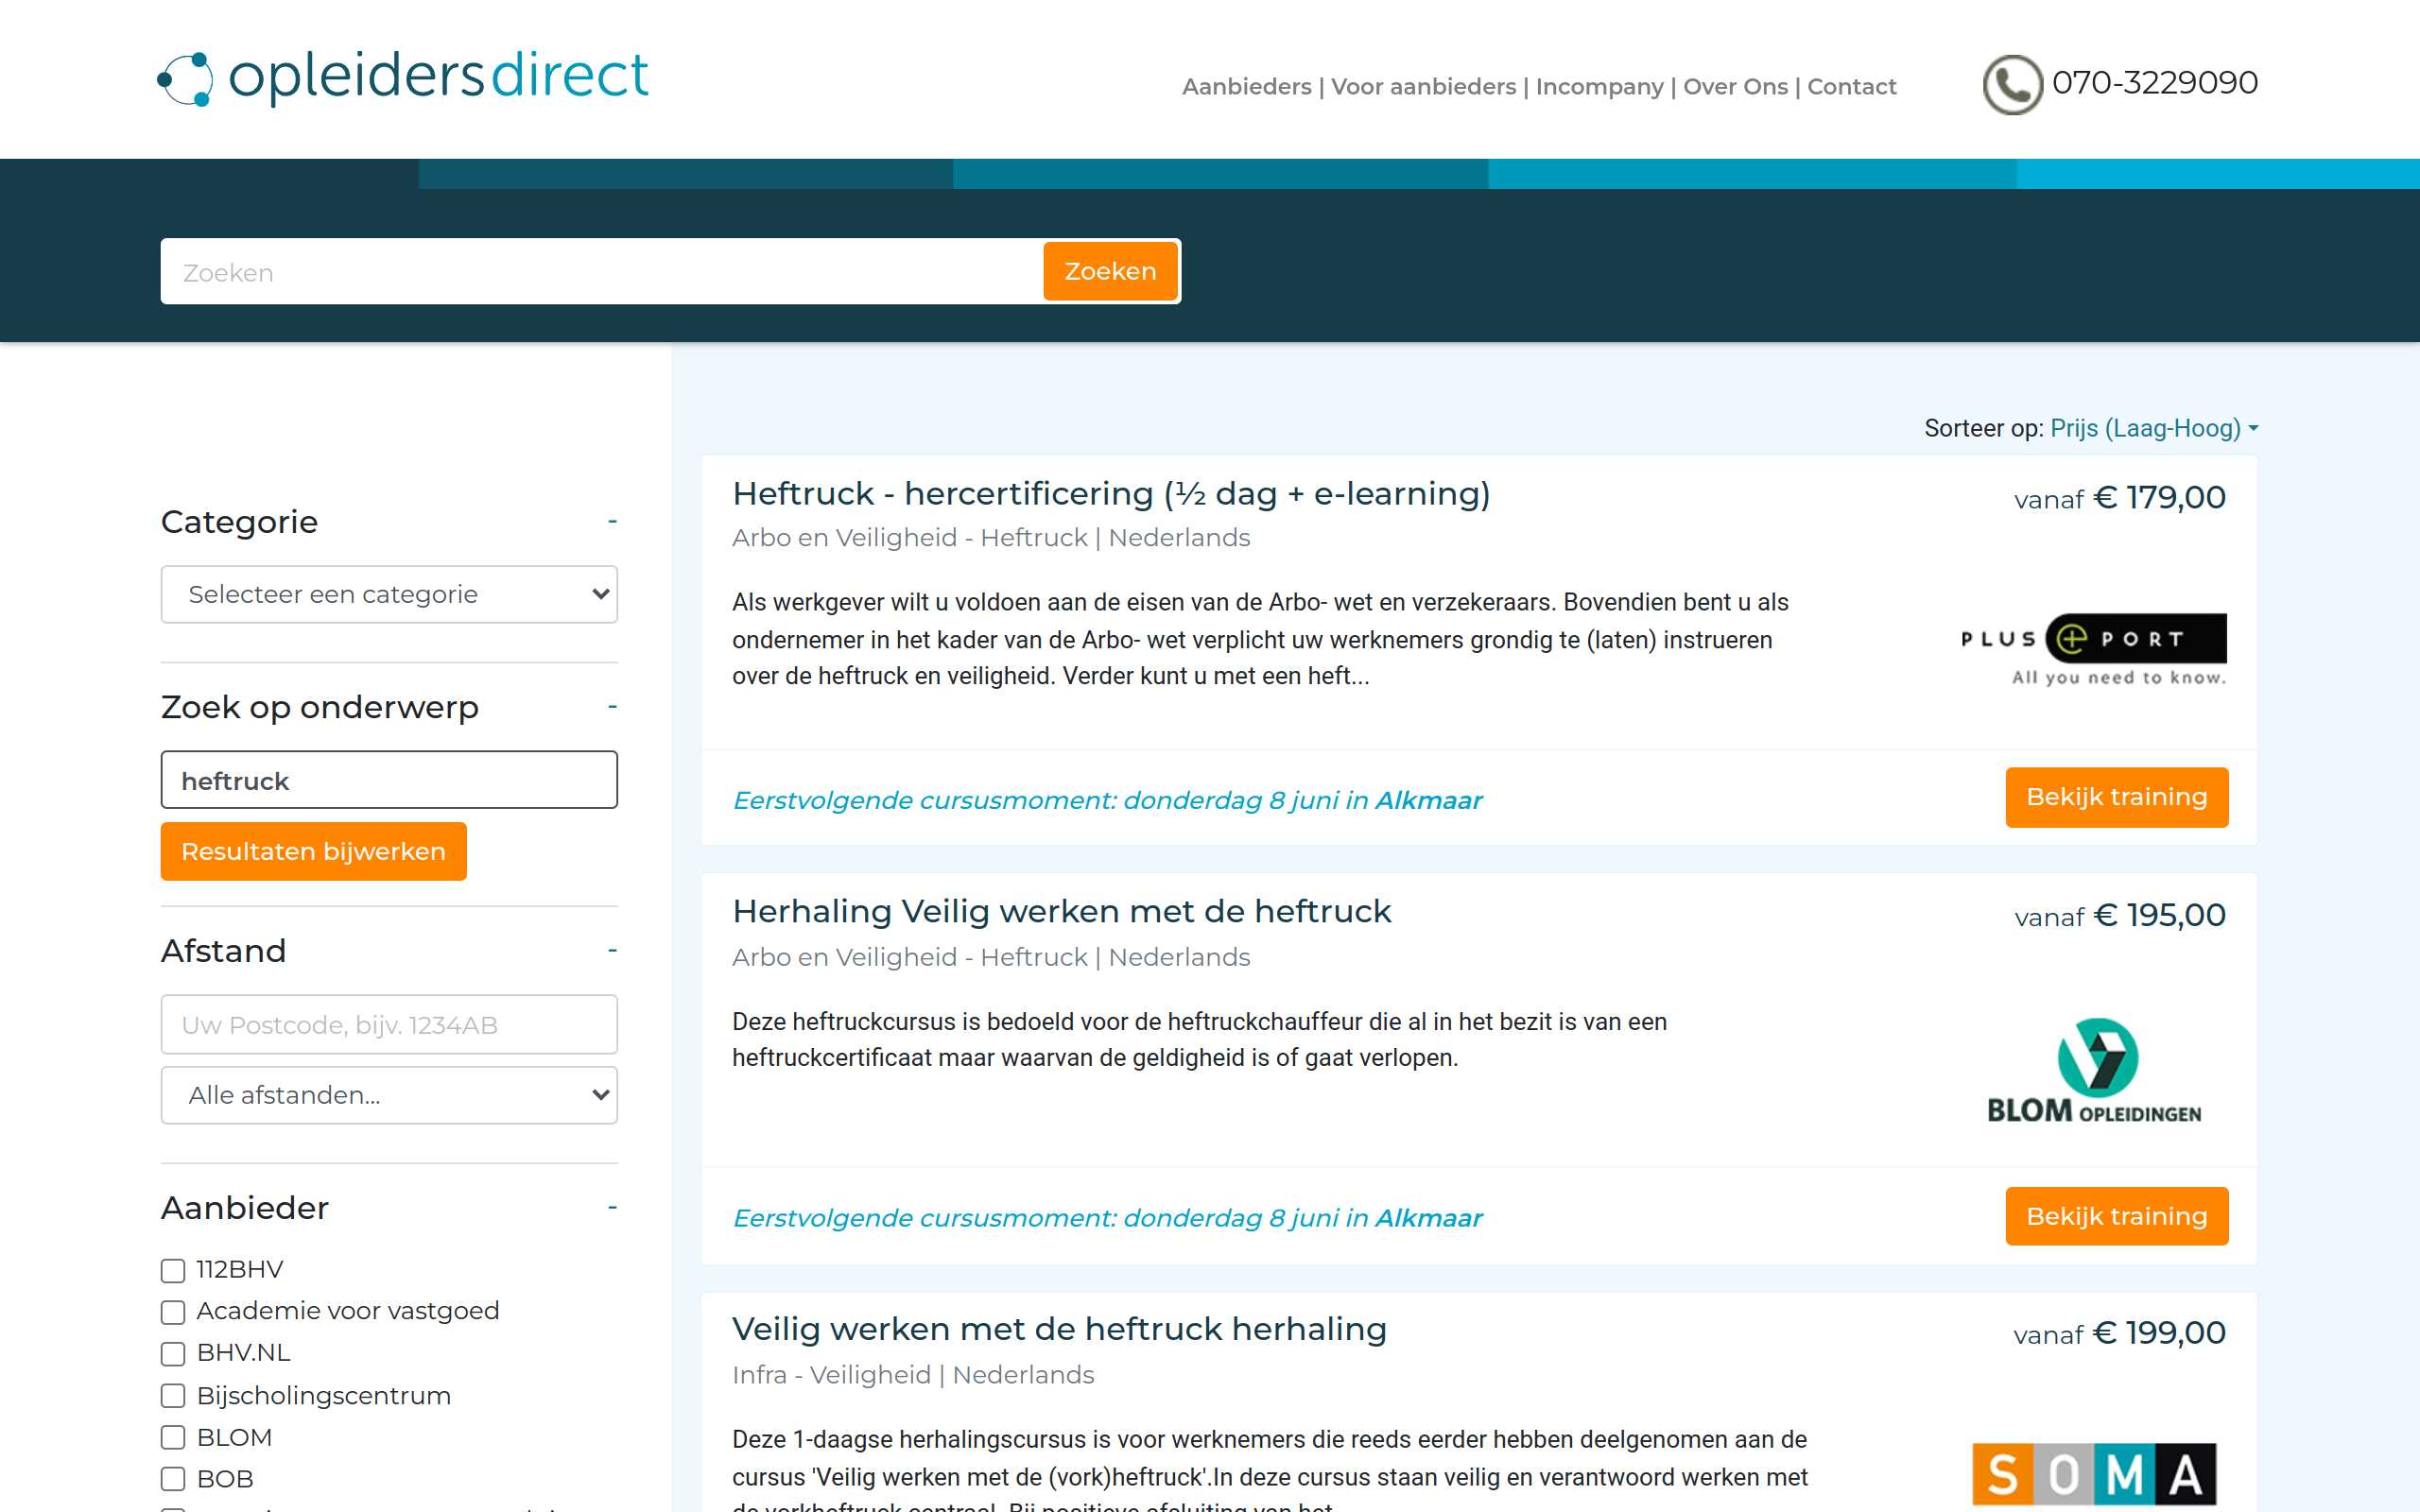 opleidersdirect
Aanbieders | Voor aanbieders | Incompany | Over Ons | Contact
070-3229090
Zoeken
Zoeken
Sorteer op: Prijs (Laag-Hoog)
Categorie
-
Selecteer een categorie
Zoek op onderwerp
-
heftruck
Resultaten bijwerken
Afstand
-
Uw Postcode, bijv. 1234AB
Alle afstanden...
Aanbieder
-
112BHV
Academie voor vastgoed
BHV.NL
Bijscholingscentrum
BLOM
BOB
Heftruck - hercertificering (½ dag + e-learning)
vanaf € 179,00
Arbo en Veiligheid - Heftruck | Nederlands
Als werkgever wilt u voldoen aan de eisen van de Arbo- wet en verzekeraars. Bovendien bent u als
ondernemer in het kader van de Arbo- wet verplicht uw werknemers grondig te (laten) instrueren
over de heftruck en veiligheid. Verder kunt u met een heft...
PLUS PORT
All you need to know.
Eerstvolgende cursusmoment: donderdag 8 juni in Alkmaar
Bekijk training
Herhaling Veilig werken met de heftruck
vanaf € 195,00
Arbo en Veiligheid - Heftruck | Nederlands
Deze heftruckcursus is bedoeld voor de heftruckchauffeur die al in het bezit is van een
heftruckcertificaat maar waarvan de geldigheid is of gaat verlopen.
BLOM OPLEIDINGEN
Eerstvolgende cursusmoment: donderdag 8 juni in Alkmaar
Bekijk training
Veilig werken met de heftruck herhaling
vanaf € 199,00
Infra - Veiligheid | Nederlands
Deze 1-daagse herhalingscursus is voor werknemers die reeds eerder hebben deelgenomen aan de
cursus 'Veilig werken met de (vork)heftruck'.In deze cursus staan veilig en verantwoord werken met
de vorkheftruck centraal. Bij positieve afsluiting van het
SOMA